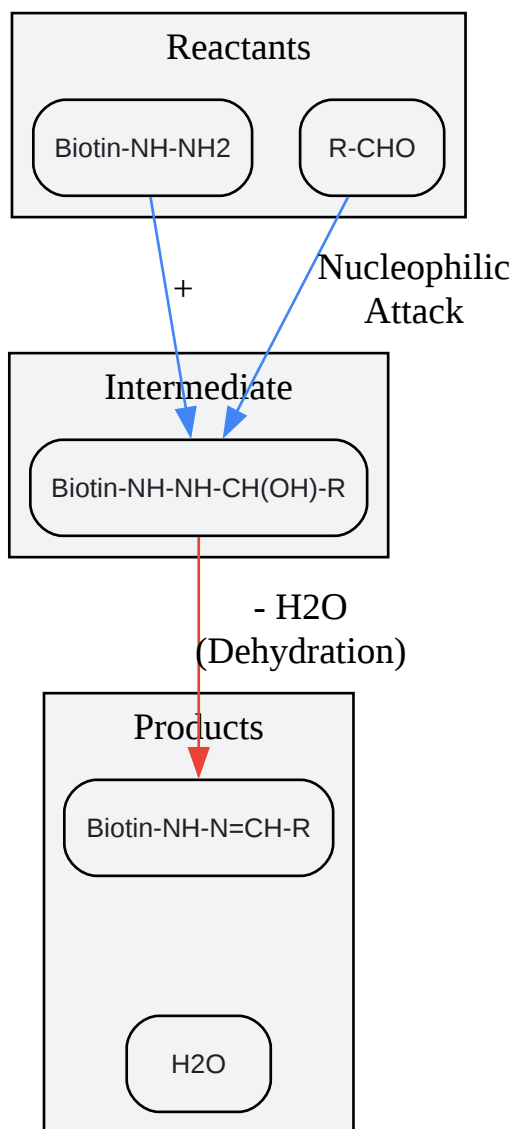 Reactants
Biotin-NH-NH2
R-CHO
+
Nucleophilic
Attack
Intermediate
Biotin-NH-NH-CH(OH)-R
- H2O
(Dehydration)
Products
Biotin-NH-N=CH-R
H2O